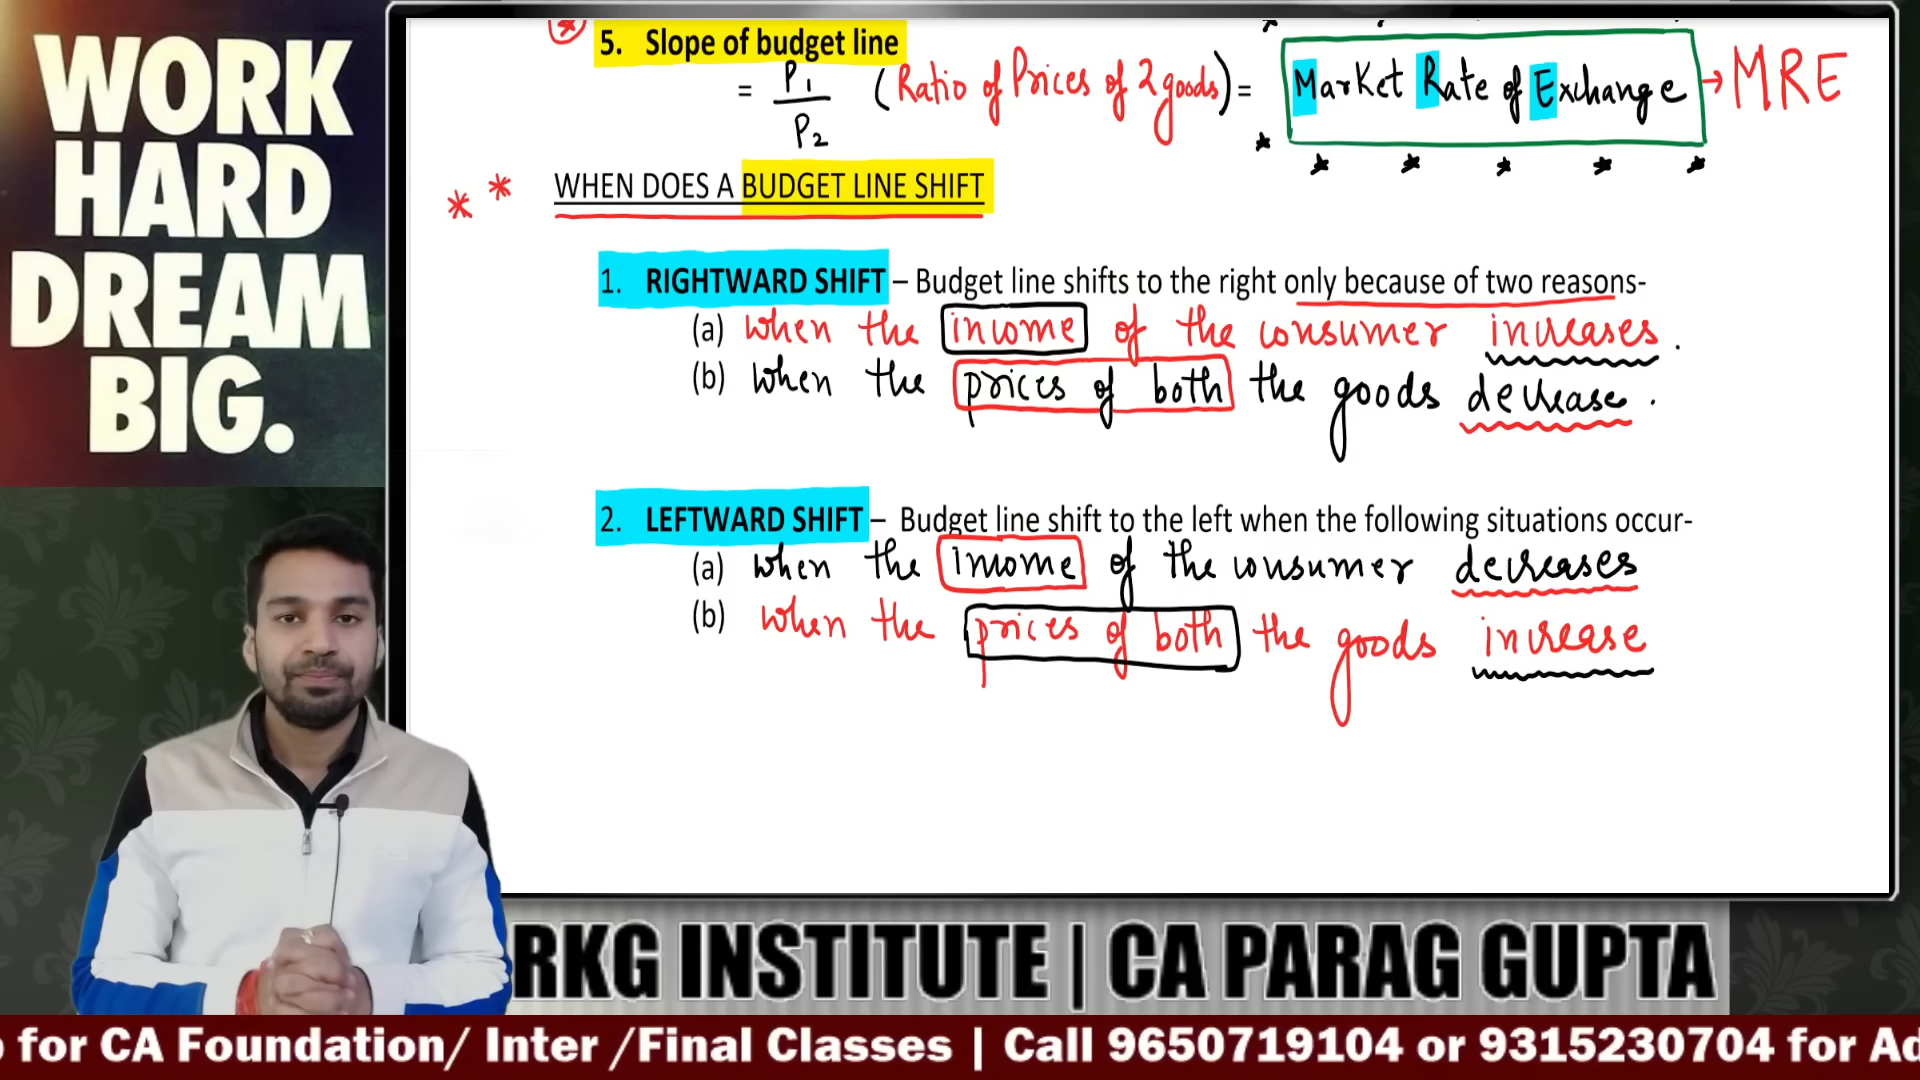 WORK
HARD
DREAM
BIG.
5. Slope of budget line
= P1 / P2 (Ratio of Prices of 2 goods) = Market Rate of Exchange → MRE
WHEN DOES A BUDGET LINE SHIFT
1. RIGHTWARD SHIFT – Budget line shifts to the right only because of two reasons-
(a) when the income of the consumer increases.
(b) when the prices of both the goods decrease.
2. LEFTWARD SHIFT – Budget line shift to the left when the following situations occur-
(a) when the income of the consumer decreases
(b) when the prices of both the goods increase
RKG INSTITUTE | CA PARAG GUPTA
for CA Foundation/ Inter /Final Classes | Call 9650719104 or 9315230704 for Ad